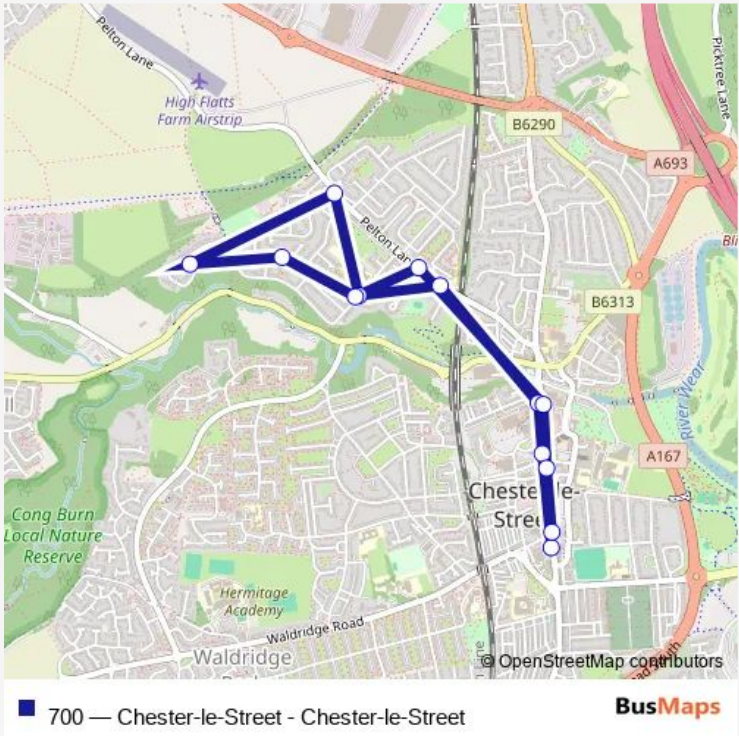 Pelton Lane
High Flatts
Farm Airstrip
Picktree Lane
B6290
A693
Pelton Lane
Bli
B6313
River Wear
A167
Chester-le-
Street
Cong Burn
Local Nature
Reserve
Hermitage
Academy
Waldridge Road
Waldridge
© OpenStreetMap contributors
700 — Chester-le-Street - Chester-le-Street
BusMaps